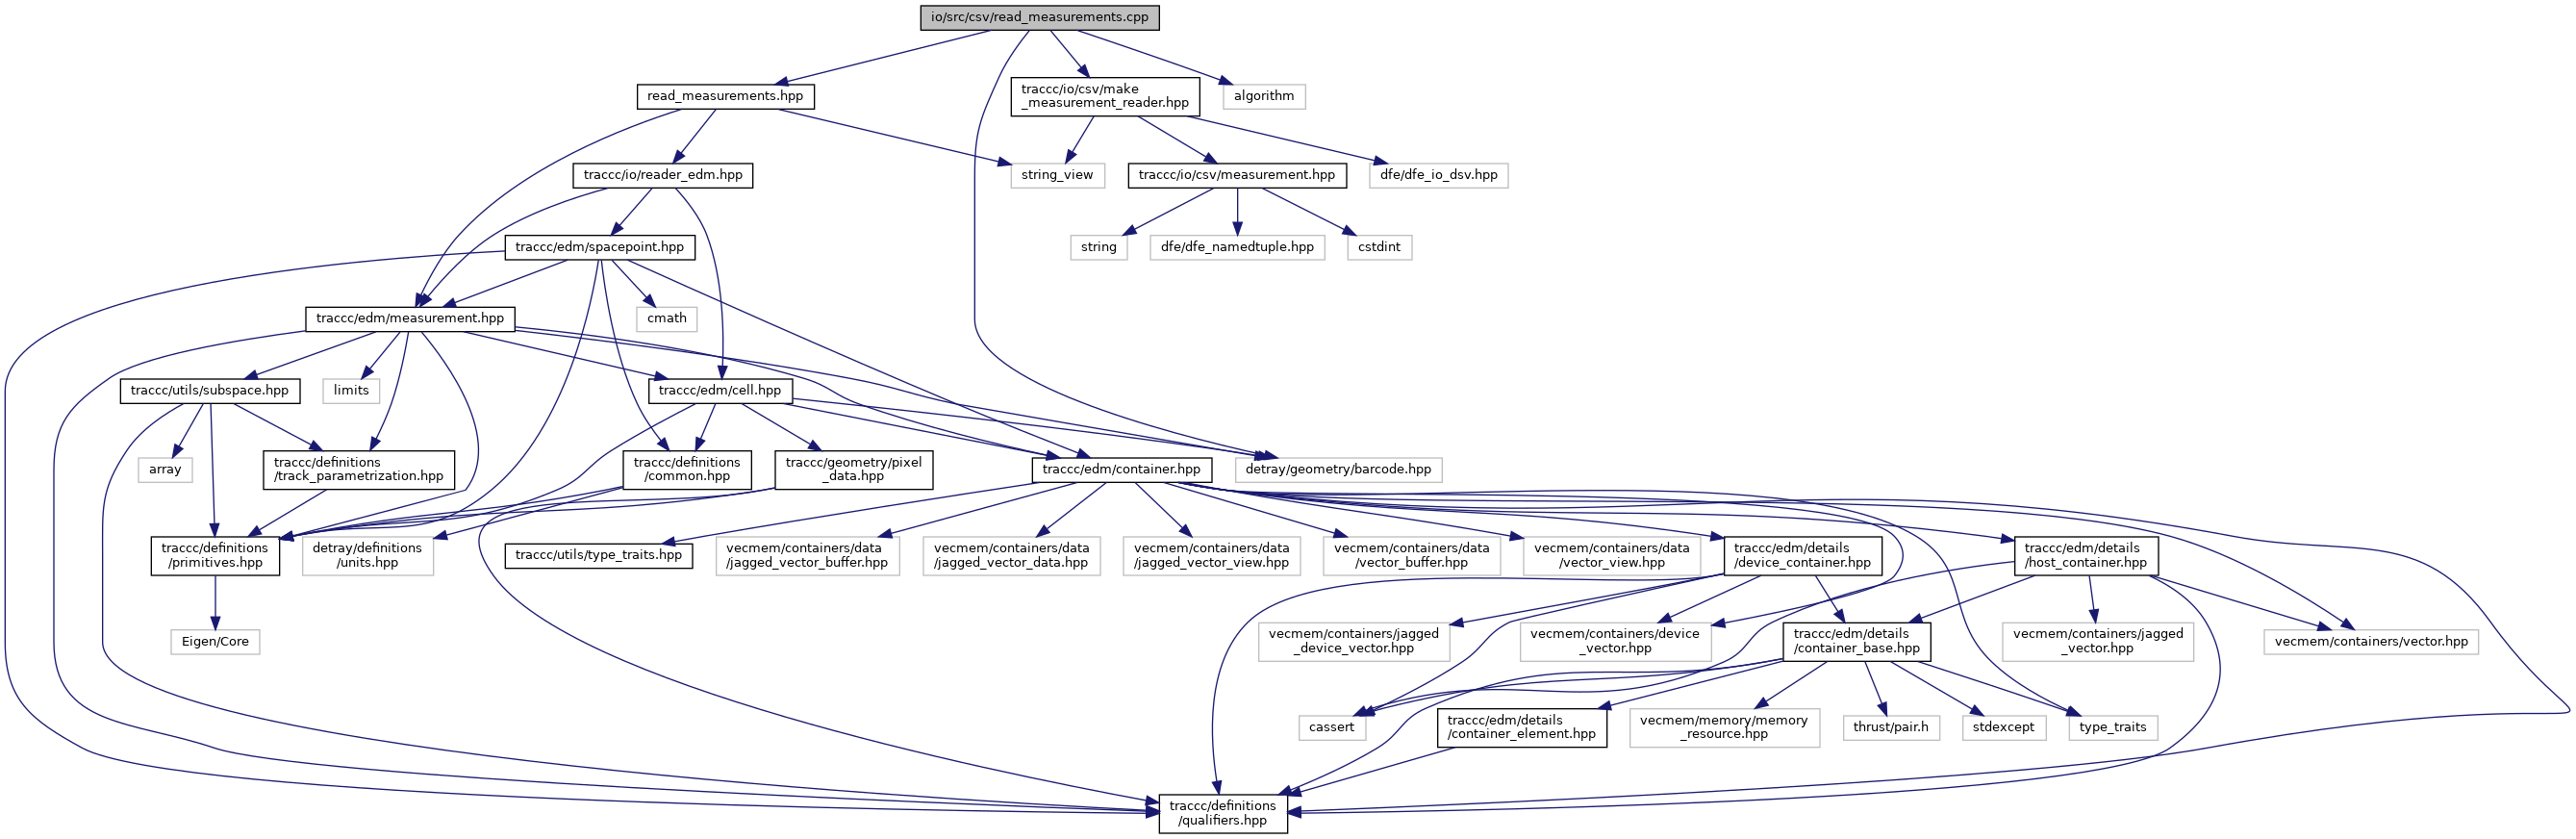 io/src/csv/read_measurements.cpp
read_measurements.hpp
traccc/io/csv/make
_measurement_reader.hpp
algorithm
traccc/io/reader_edm.hpp
string_view
traccc/io/csv/measurement.hpp
dfe/dfe_io_dsv.hpp
traccc/edm/spacepoint.hpp
string
dfe/dfe_namedtuple.hpp
cstdint
traccc/edm/measurement.hpp
cmath
traccc/utils/subspace.hpp
limits
traccc/edm/cell.hpp
array
traccc/definitions
/track_parametrization.hpp
traccc/definitions
/common.hpp
traccc/geometry/pixel
_data.hpp
traccc/edm/container.hpp
detray/geometry/barcode.hpp
traccc/definitions
/primitives.hpp
detray/definitions
/units.hpp
traccc/utils/type_traits.hpp
vecmem/containers/data
/jagged_vector_buffer.hpp
vecmem/containers/data
/jagged_vector_data.hpp
vecmem/containers/data
/jagged_vector_view.hpp
vecmem/containers/data
/vector_buffer.hpp
vecmem/containers/data
/vector_view.hpp
traccc/edm/details
/device_container.hpp
traccc/edm/details
/host_container.hpp
Eigen/Core
vecmem/containers/jagged
_device_vector.hpp
vecmem/containers/device
_vector.hpp
traccc/edm/details
/container_base.hpp
vecmem/containers/jagged
_vector.hpp
vecmem/containers/vector.hpp
cassert
traccc/edm/details
/container_element.hpp
vecmem/memory/memory
_resource.hpp
thrust/pair.h
stdexcept
type_traits
traccc/definitions
/qualifiers.hpp